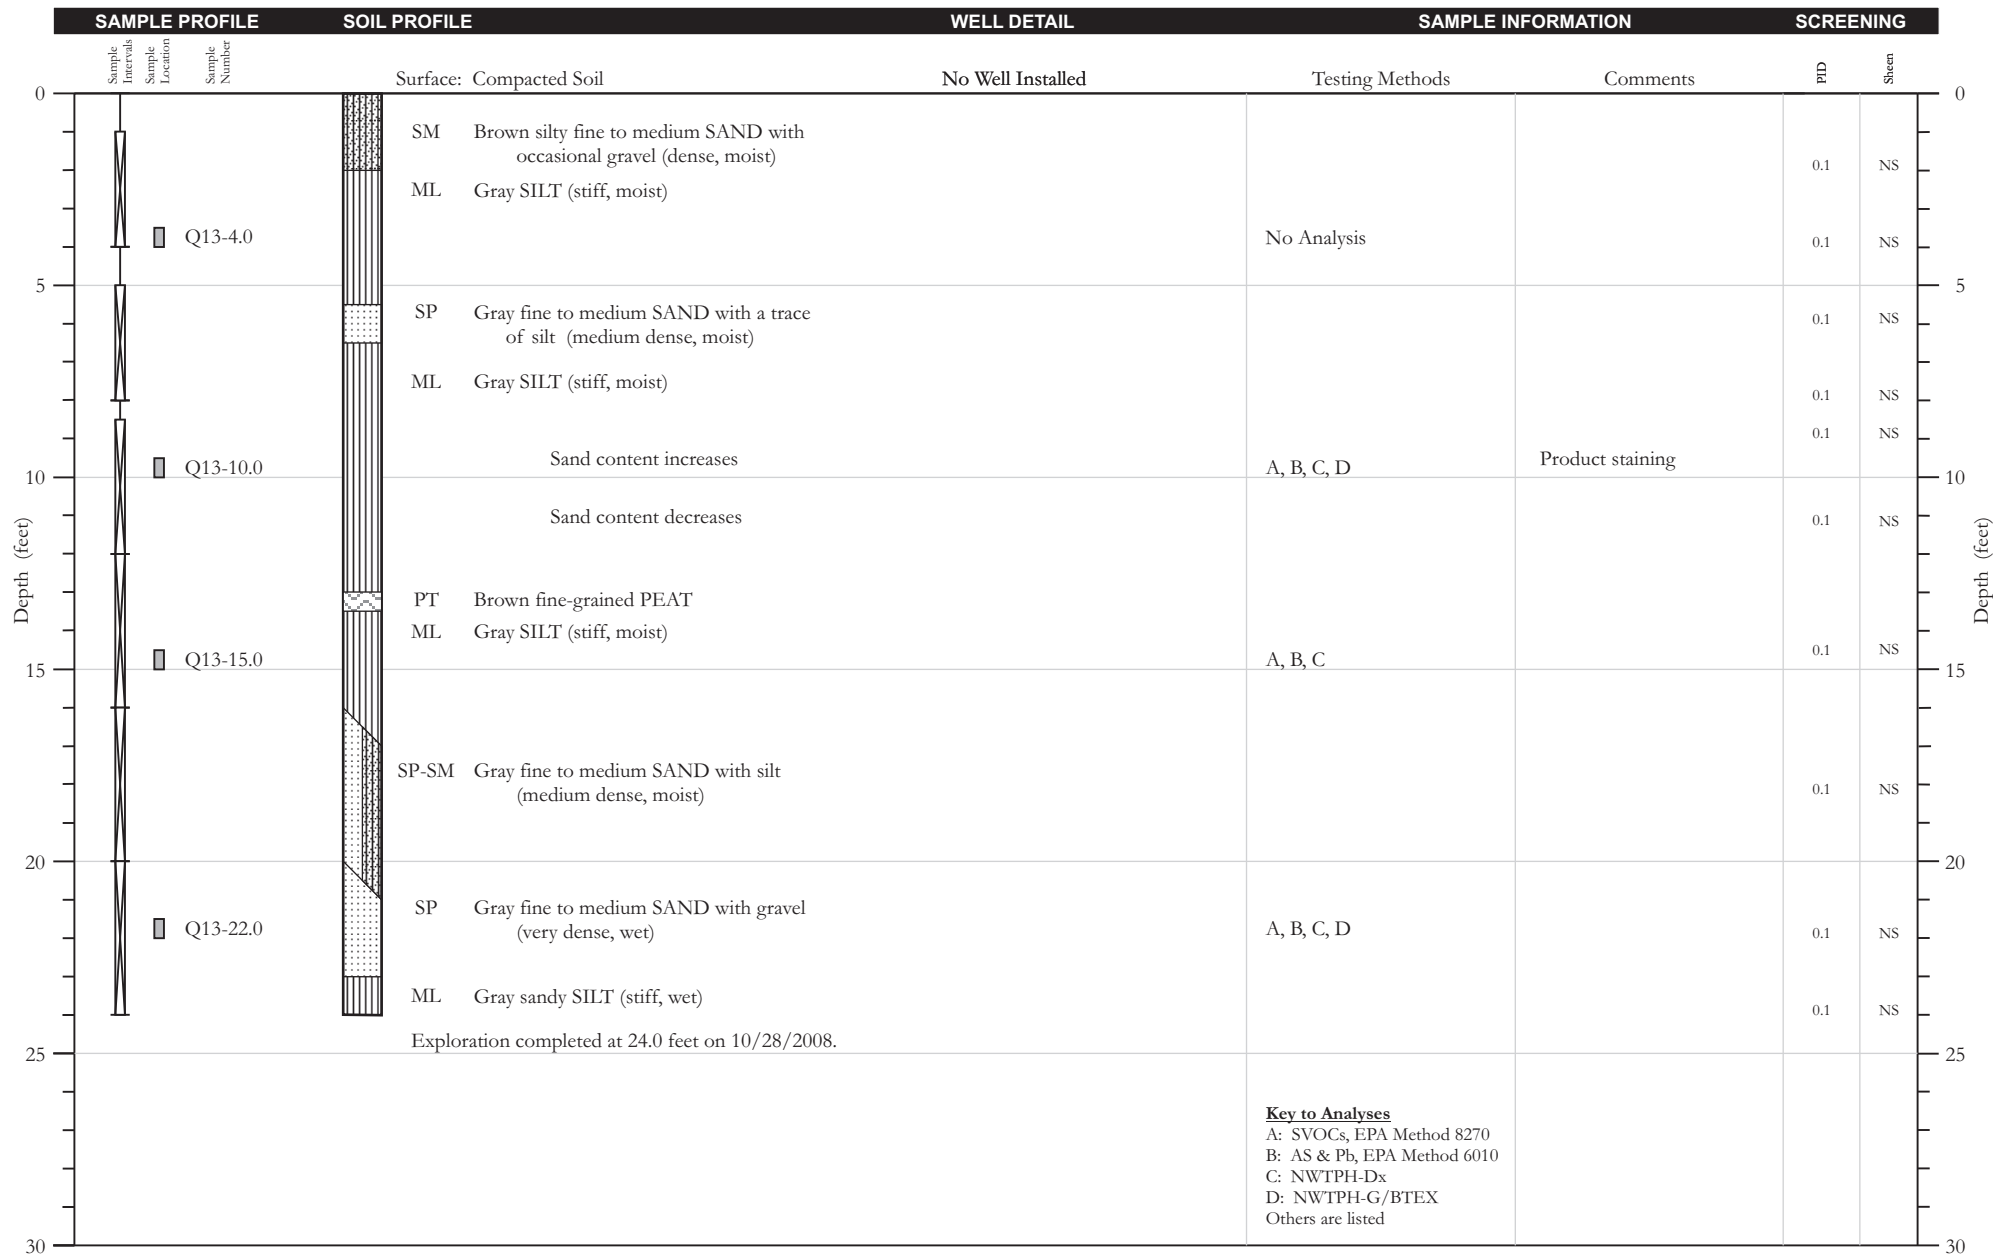 SAMPLE PROFILE SOIL PROFILE WELL DETAIL SAMPLE INFORMATION SCREENING
Sample Intervals Sample Location Sample Number
Surface: Compacted Soil No Well Installed Testing Methods Comments PID Sheen
0 0
SM Brown silty fine to medium SAND with
occasional gravel (dense, moist)
0.1 NS
ML Gray SILT (stiff, moist)
Q13-4.0 No Analysis 0.1 NS
5 5
SP Gray fine to medium SAND with a trace 0.1 NS
of silt (medium dense, moist)
ML Gray SILT (stiff, moist)
0.1 NS
0.1 NS
Sand content increases Product staining
Q13-10.0 A, B, C, D
10 10
Sand content decreases 0.1 NS
Depth (feet) Depth (feet)
PT Brown fine-grained PEAT
ML Gray SILT (stiff, moist)
0.1 NS
Q13-15.0 A, B, C
15 15
SP-SM Gray fine to medium SAND with silt
(medium dense, moist) 0.1 NS
20 20
SP Gray fine to medium SAND with gravel
(very dense, wet)
Q13-22.0 A, B, C, D 0.1 NS
ML Gray sandy SILT (stiff, wet)
0.1 NS
Exploration completed at 24.0 feet on 10/28/2008.
25 25
Key to Analyses
A: SVOCs, EPA Method 8270
B: AS & Pb, EPA Method 6010
C: NWTPH-Dx
D: NWTPH-G/BTEX
Others are listed
30 30